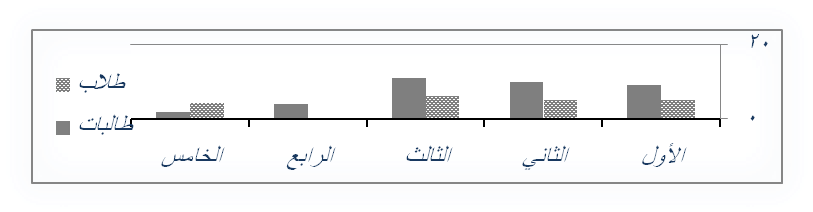 ٢٠
٠
طلاب
طالبات
الأول الثاني الثالث الرابع الخامس